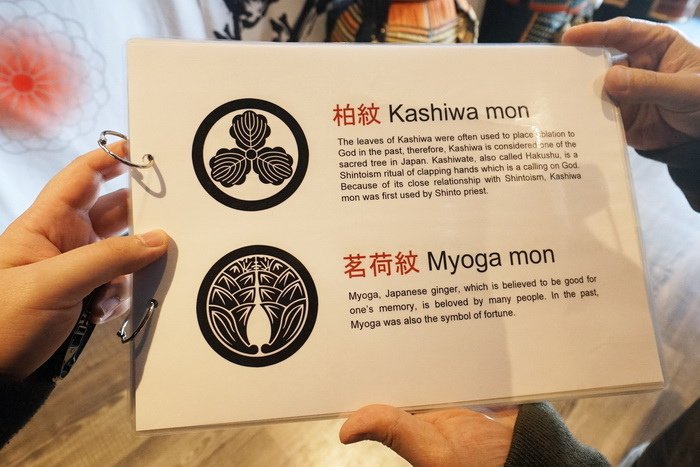 柏紋 Kashiwa mon
The leaves of Kashiwa were often used to place ablation to
God in the past, therefore, Kashiwa is considered one of the
sacred tree in Japan. Kashiwate, also called Hakushu, is a
Shintoism ritual of clapping hands which is a calling on God.
Because of its close relationship with Shintoism, Kashiwa
mon was first used by Shinto priest.
茗荷紋 Myoga mon
Myoga, Japanese ginger, which is believed to be good for
one's memory, is beloved by many people. In the past,
Myoga was also the symbol of fortune.